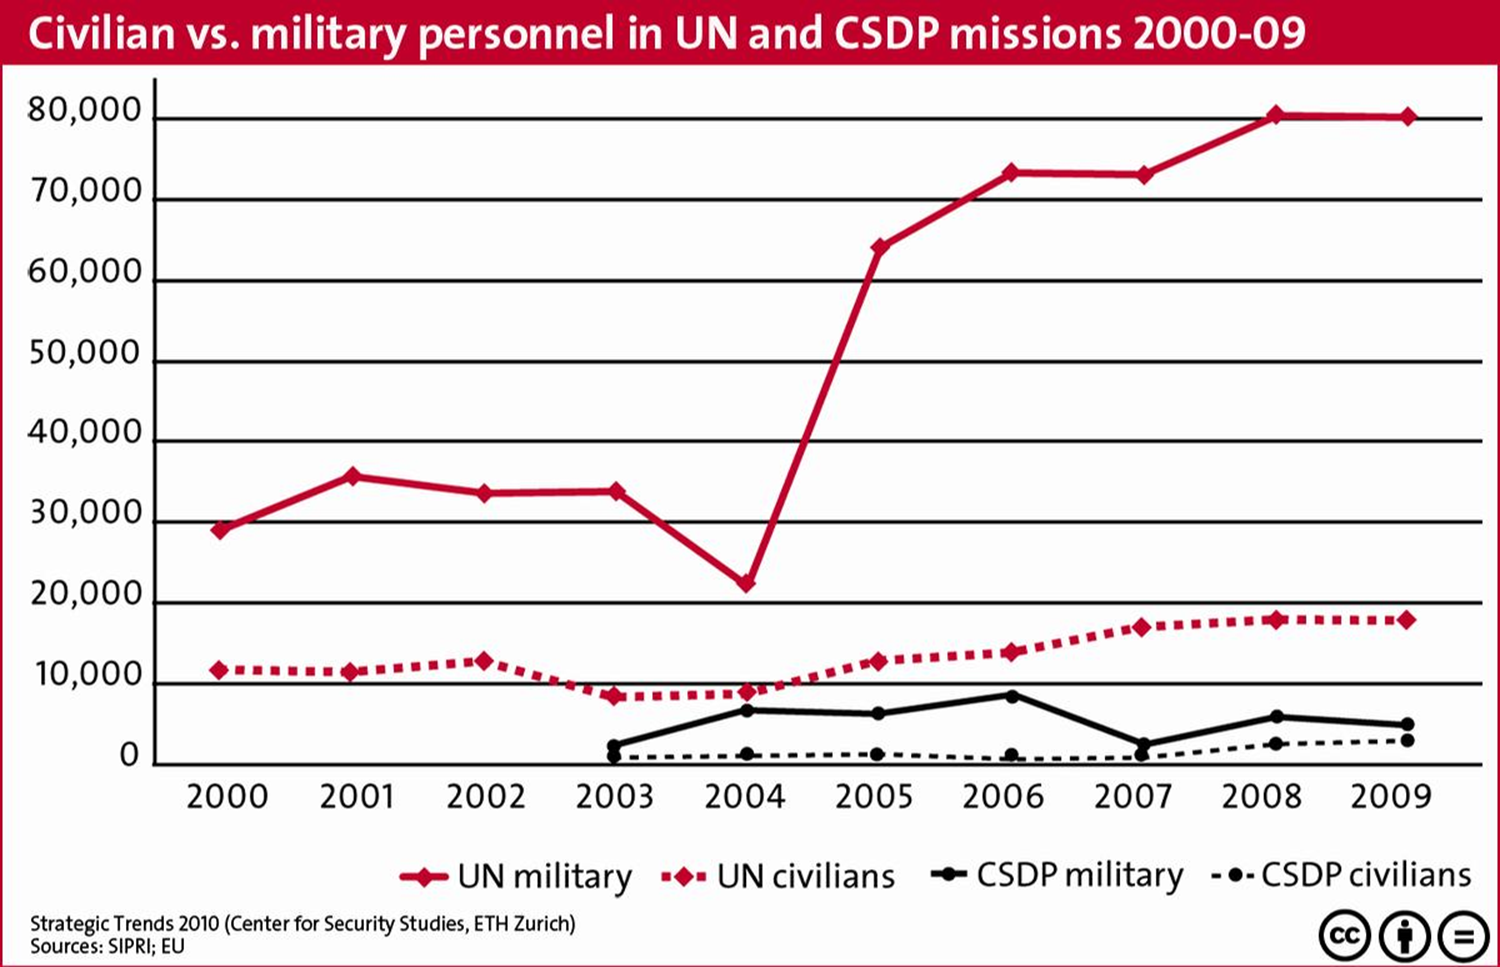 Civilian vs. military personnel in UN and CSDP missions 2000-09
80,000
70,000
60,000
50,000
40,000
30,000
20,000
10,000
0
2000 2001 2002 2003 2004 2005 2006 2007 2008 2009
UN military UN civilians CSDP military CSDP civilians
Strategic Trends 2010 (Center for Security Studies, ETH Zurich)
Sources: SIPRI; EU
cc